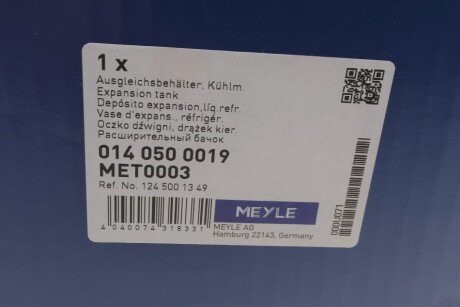 1 x
Ausgleichsbehälter. Kühlm.
Expansion tank
Depósito expansion,líq.refr.
Vase d'expans., réfrigér.
Oczko dźwigni, drążek kier.
Расширительный бачок
014 050 0019
MET0003
Ref. No. 124 500 13 49
MEYLE
4 040074 318331
MEYLE AG
Hamburg 22143, Germany
000U071